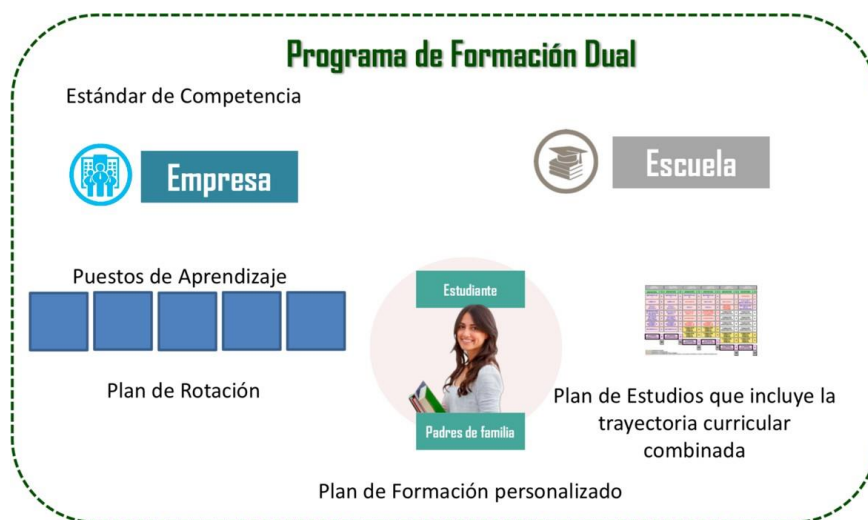 Programa de Formación Dual
Estándar de Competencia
Empresa
Escuela
Puestos de Aprendizaje
Estudiante
Plan de Rotación
Padres de familia
Plan de Estudios que incluye la
trayectoria curricular
combinada
Plan de Formación personalizado